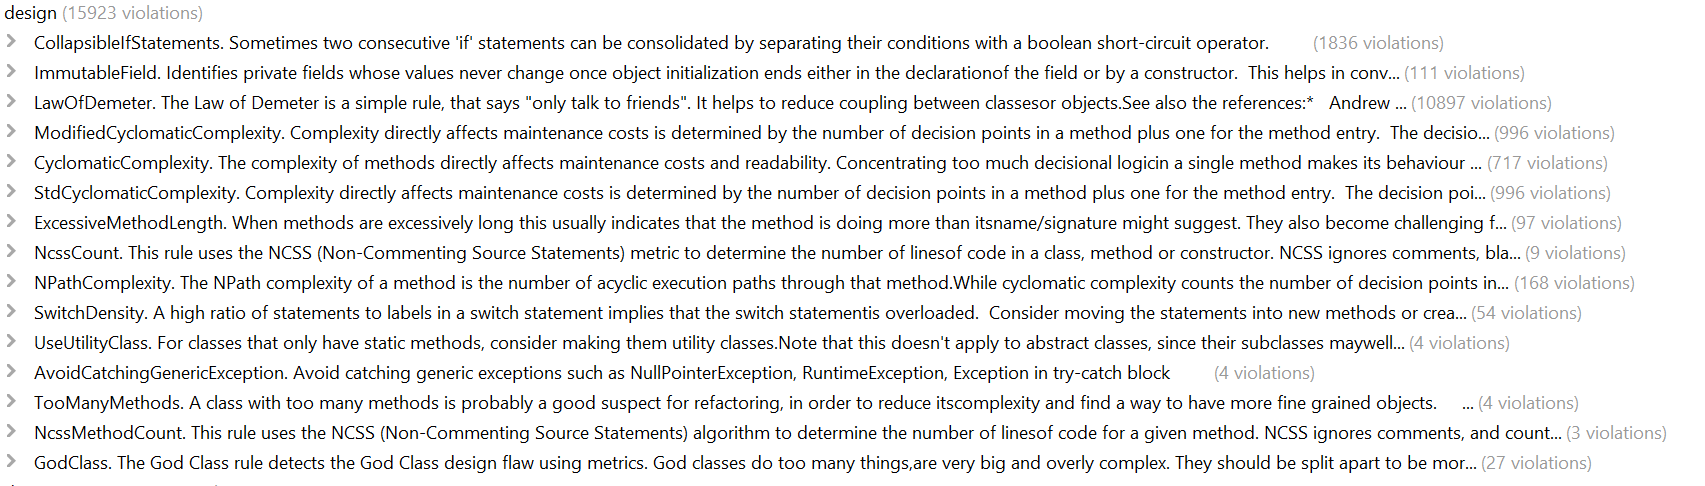 design (15923 violations)
CollapsibleIfStatements. Sometimes two consecutive 'if' statements can be consolidated by separating their conditions with a boolean short-circuit operator. (1836 violations)
ImmutableField. Identifies private fields whose values never change once object initialization ends either in the declarationof the field or by a constructor. This helps in conv... (111 violations)
LawOfDemeter. The Law of Demeter is a simple rule, that says "only talk to friends". It helps to reduce coupling between classesor objects.See also the references:* Andrew ... (10897 violations)
ModifiedCyclomaticComplexity. Complexity directly affects maintenance costs is determined by the number of decision points in a method plus one for the method entry. The decisio... (996 violations)
CyclomaticComplexity. The complexity of methods directly affects maintenance costs and readability. Concentrating too much decisional logicin a single method makes its behaviour ... (717 violations)
StdCyclomaticComplexity. Complexity directly affects maintenance costs is determined by the number of decision points in a method plus one for the method entry. The decision poi... (996 violations)
ExcessiveMethodLength. When methods are excessively long this usually indicates that the method is doing more than itsname/signature might suggest. They also become challenging f... (97 violations)
NcssCount. This rule uses the NCSS (Non-Commenting Source Statements) metric to determine the number of linesof code in a class, method or constructor. NCSS ignores comments, bla... (9 violations)
NPathComplexity. The NPath complexity of a method is the number of acyclic execution paths through that method.While cyclomatic complexity counts the number of decision points in... (168 violations)
SwitchDensity. A high ratio of statements to labels in a switch statement implies that the switch statementis overloaded. Consider moving the statements into new methods or crea... (54 violations)
UseUtilityClass. For classes that only have static methods, consider making them utility classes.Note that this doesn't apply to abstract classes, since their subclasses maywell... (4 violations)
AvoidCatchingGenericException. Avoid catching generic exceptions such as NullPointerException, RuntimeException, Exception in try-catch block (4 violations)
TooManyMethods. A class with too many methods is probably a good suspect for refactoring, in order to reduce itscomplexity and find a way to have more fine grained objects. ... (4 violations)
NcssMethodCount. This rule uses the NCSS (Non-Commenting Source Statements) algorithm to determine the number of linesof code for a given method. NCSS ignores comments, and count... (3 violations)
GodClass. The God Class rule detects the God Class design flaw using metrics. God classes do too many things,are very big and overly complex. They should be split apart to be mor... (27 violations)